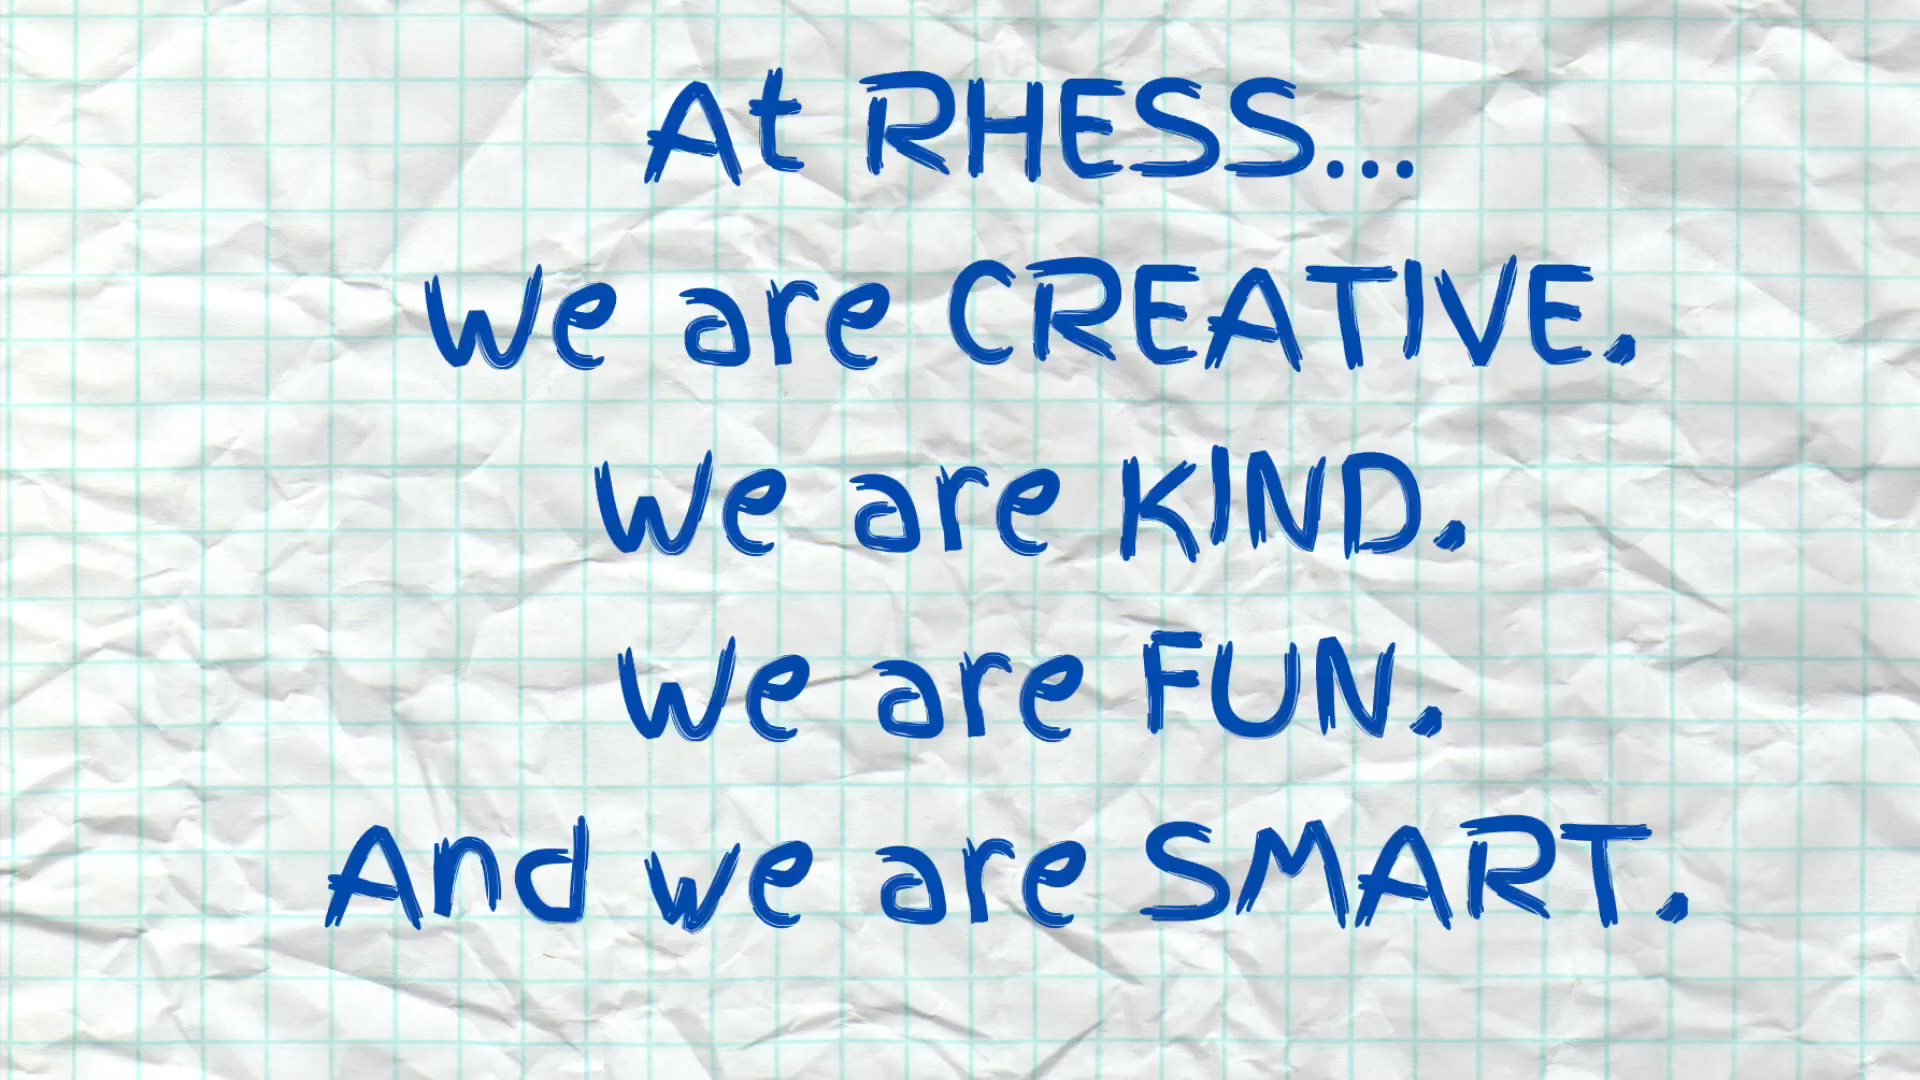 At RHESS...
We are CREATIVE.
We are KIND.
We are FUN.
And we are SMART.